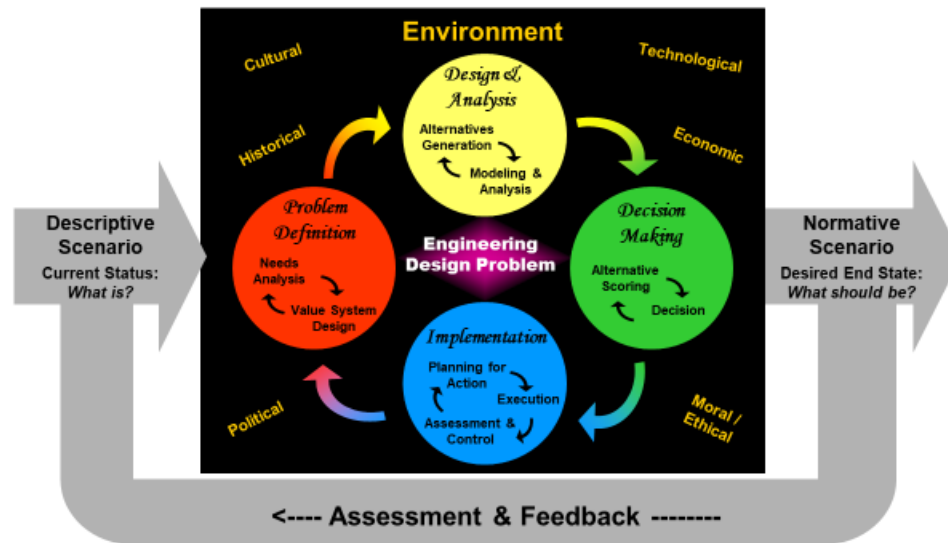 Environment
Cultural
Technological
Historical
Economic
Design &
Analysis
Alternatives
Generation
Modeling &
Analysis
Descriptive
Scenario
Current Status:
What is?
Problem
Definition
Needs
Analysis
Value System
Design
Engineering
Design Problem
Decision
Making
Alternative
Scoring
Decision
Normative
Scenario
Desired End State:
What should be?
Implementation
Planning for
Action
Execution
Assessment &
Control
Political
Moral /
Ethical
<---- Assessment & Feedback --------